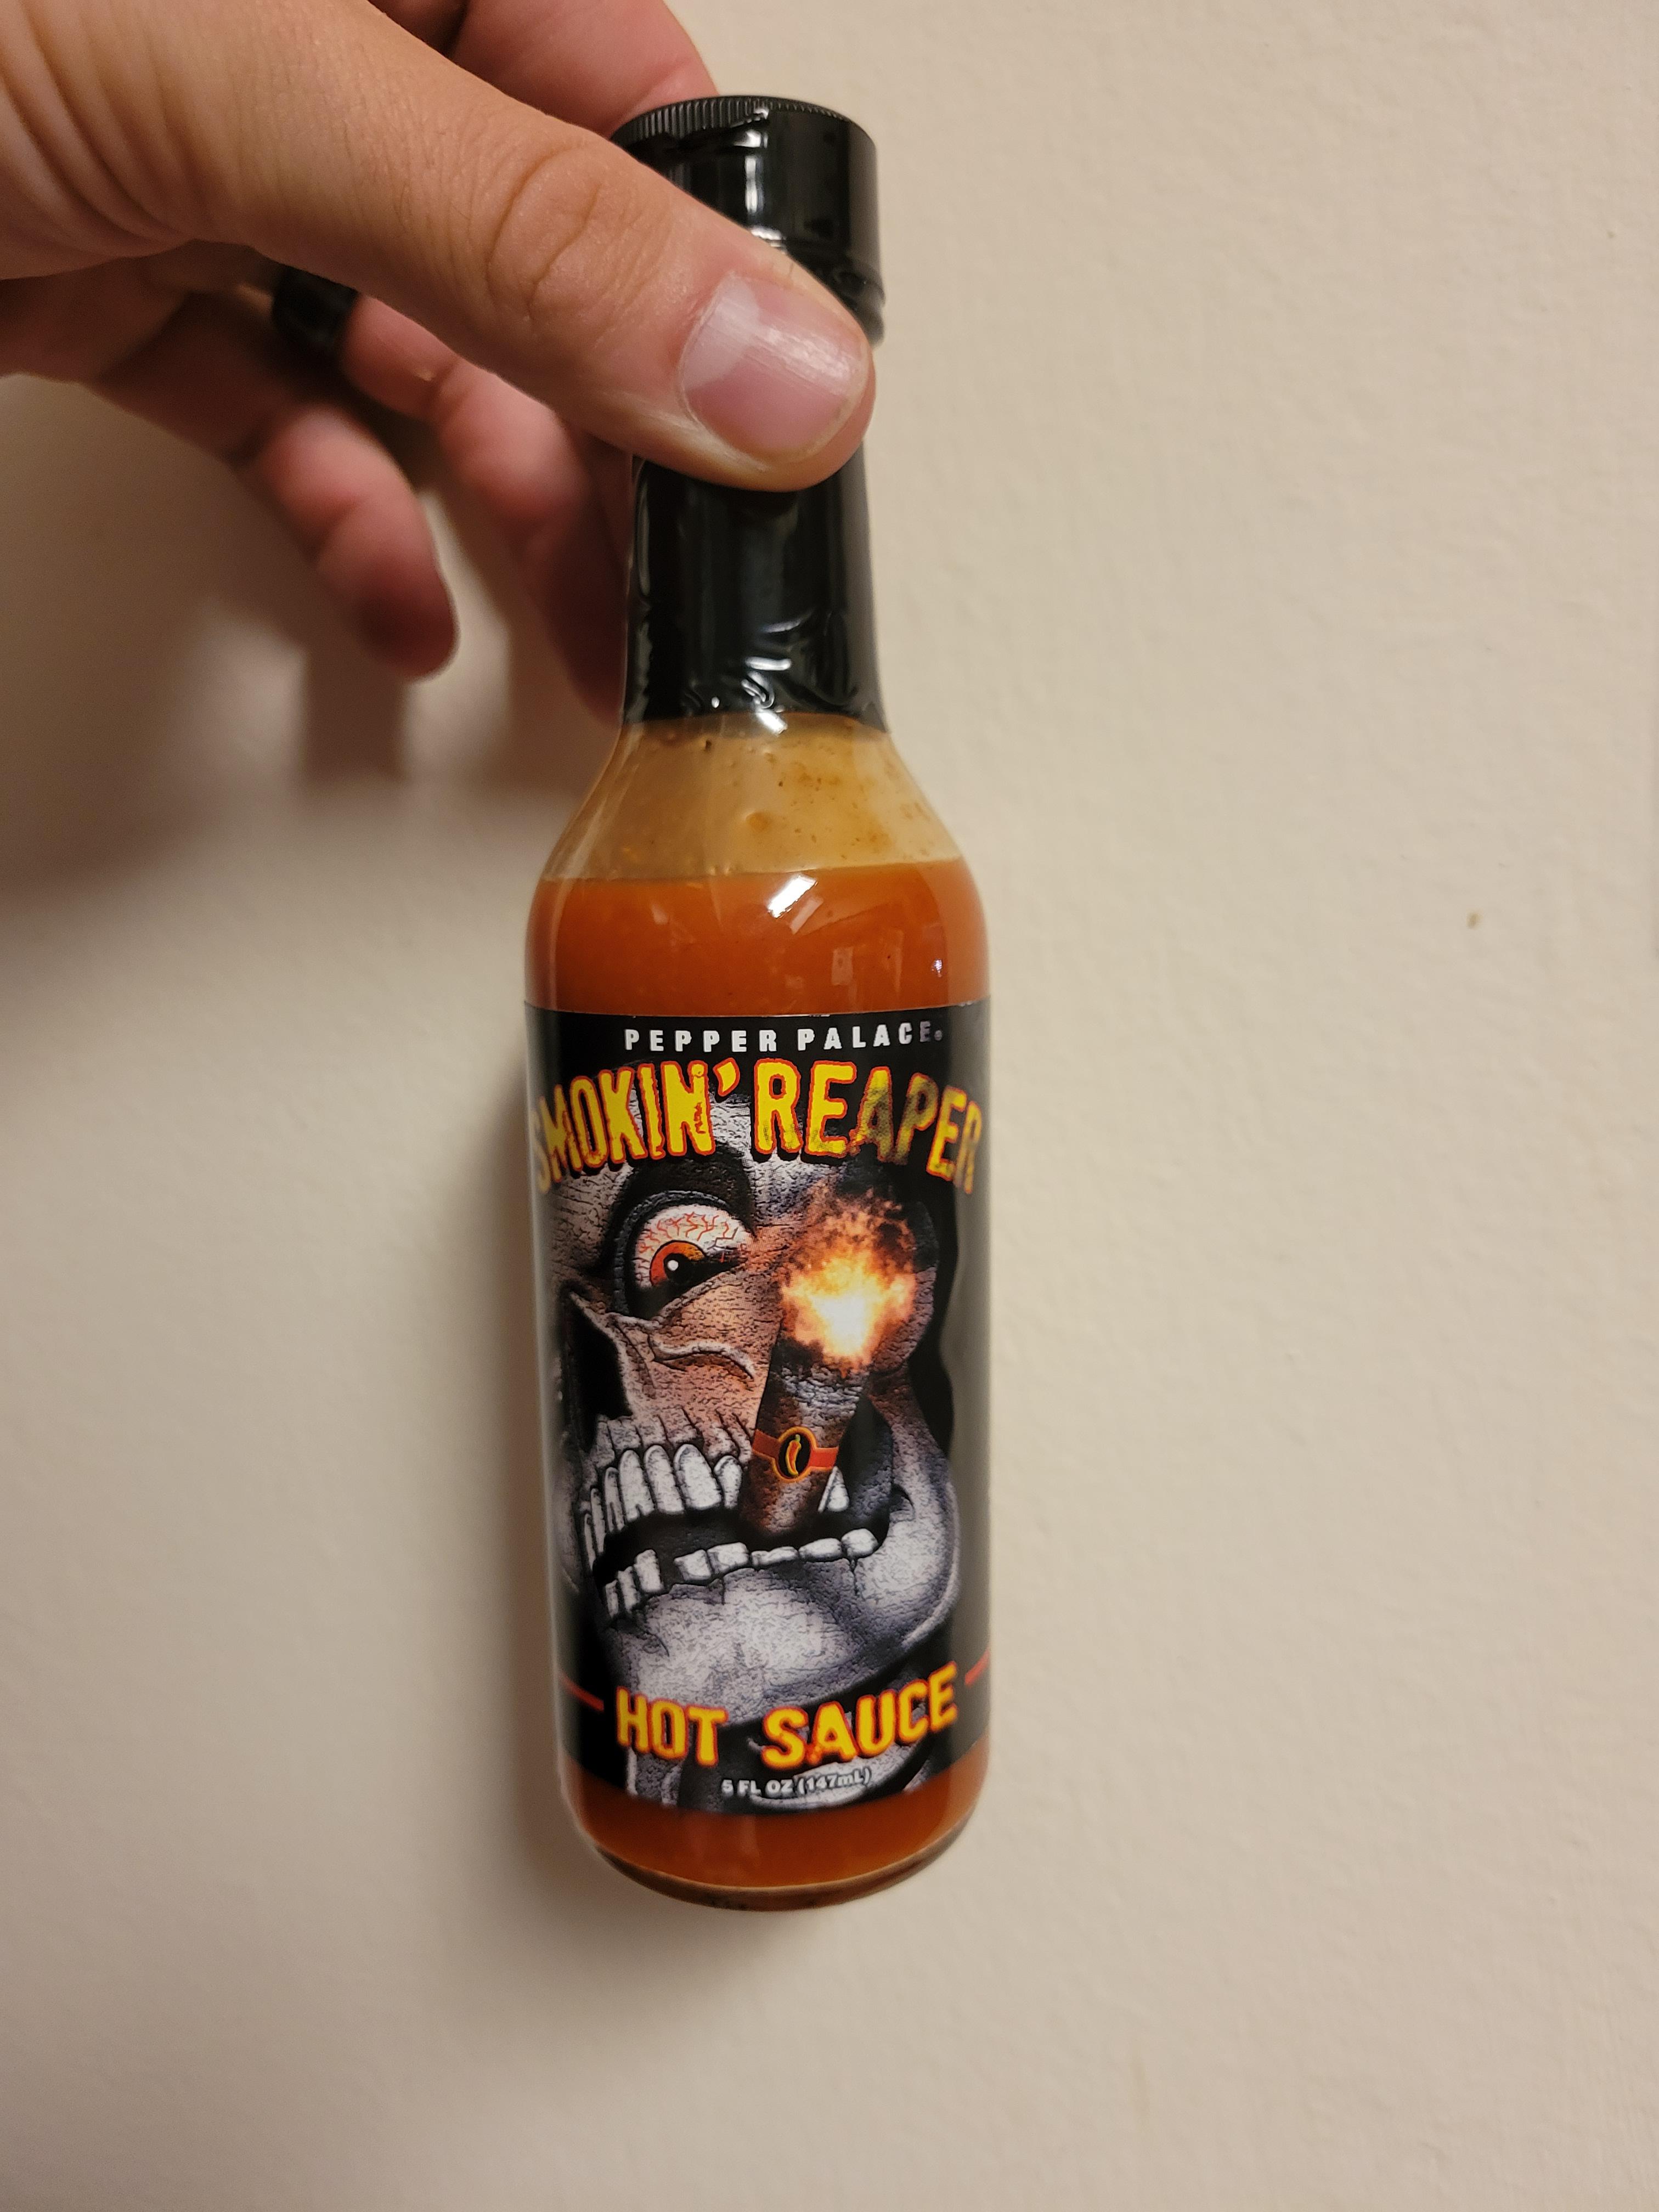 PEPPER PALACE®
SMOKIN' REAPER
HOT SAUCE
5 FL OZ (147mL)